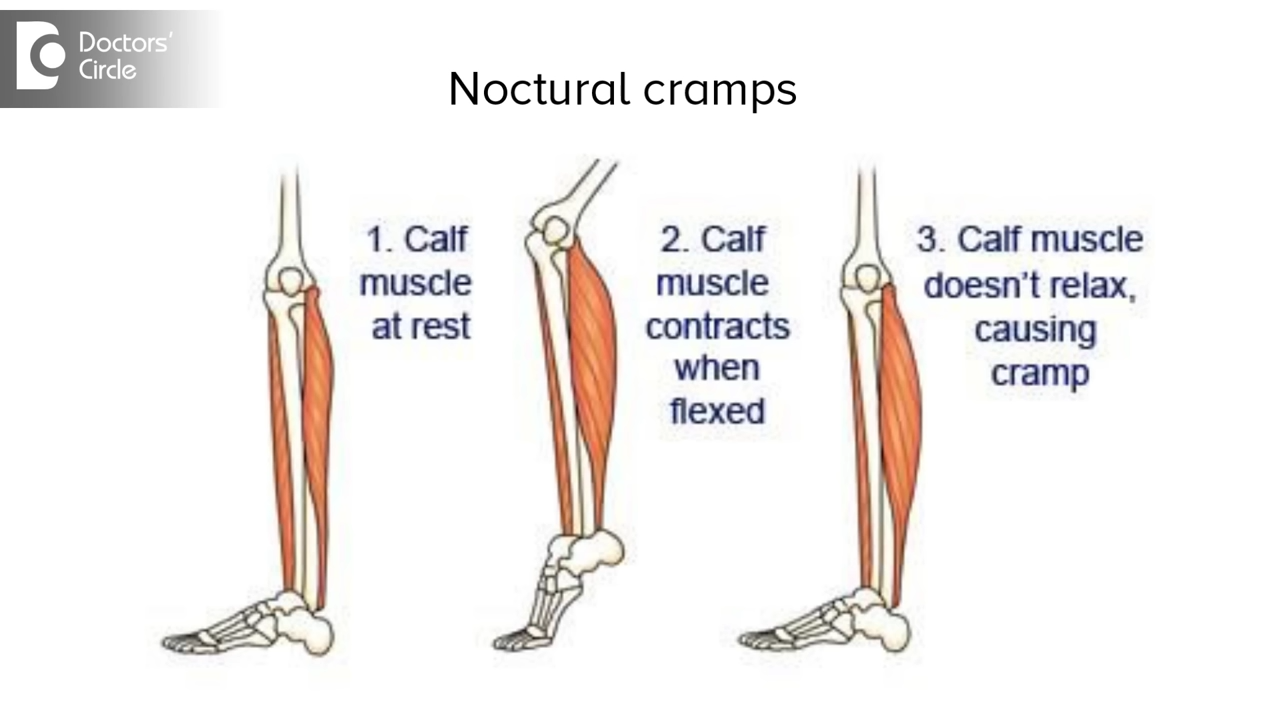 Doctors'
Circle
Noctural cramps
1. Calf
muscle
at rest
2. Calf
muscle
contracts
when
flexed
3. Calf muscle
doesn't relax,
causing
cramp